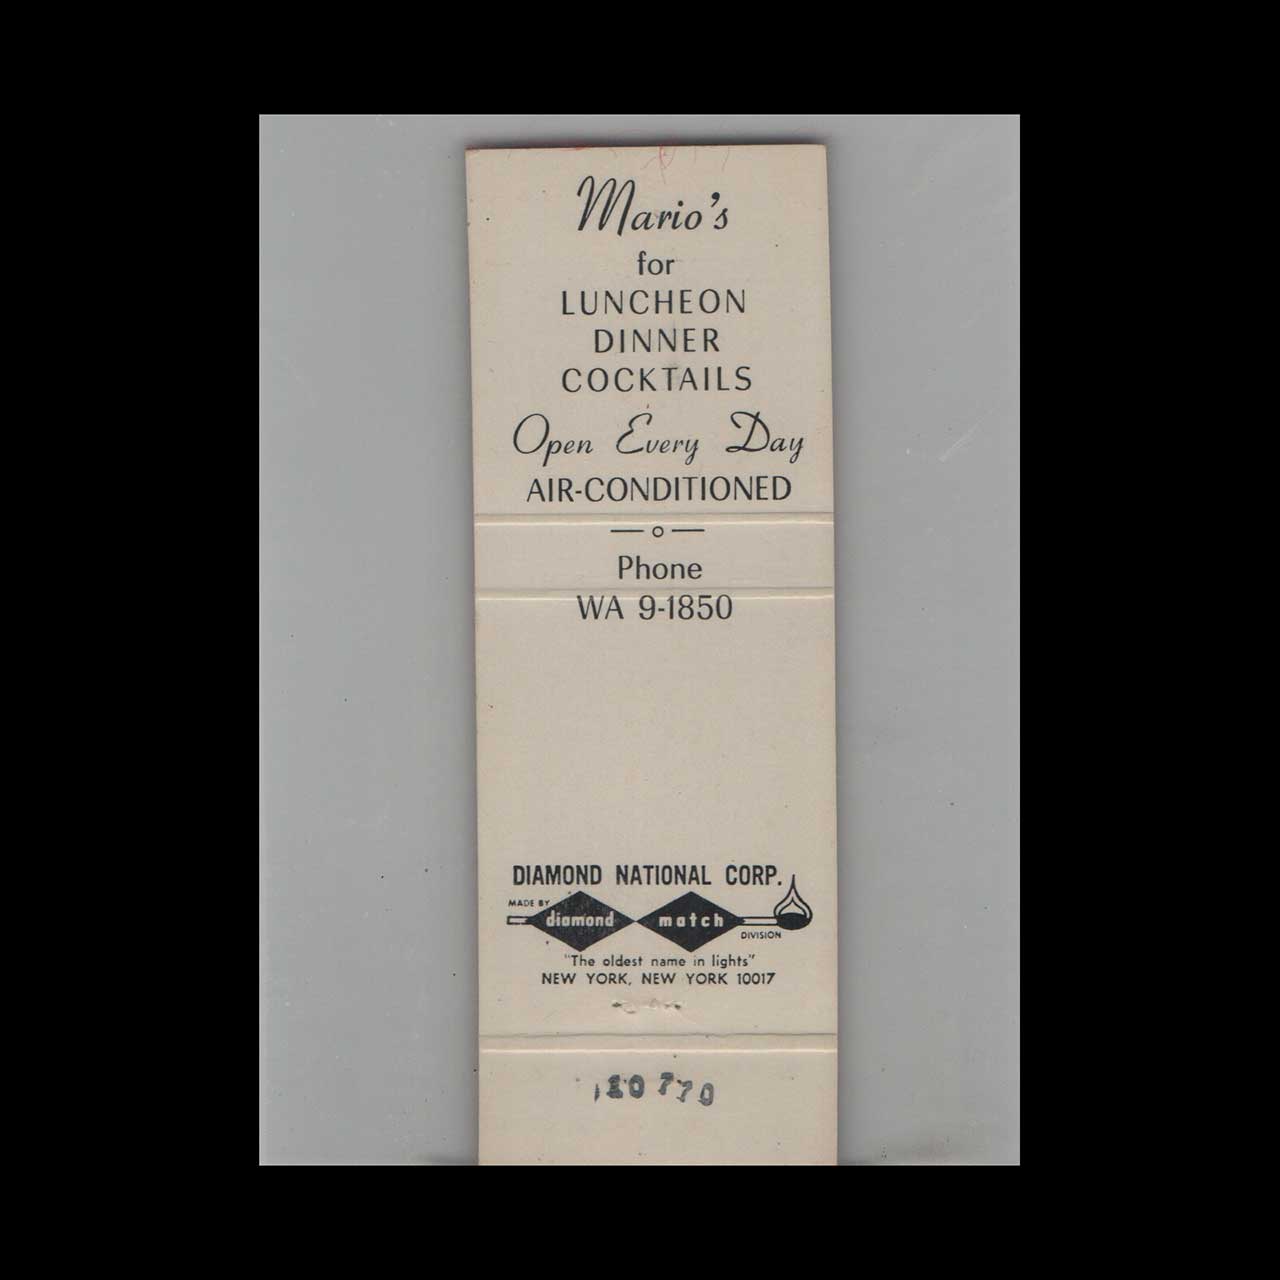 Mario's
for
LUNCHEON
DINNER
COCKTAILS
Open Every Day
AIR-CONDITIONED
Phone
WA 9-1850
DIAMOND NATIONAL CORP.
MADE BY
diamond match
DIVISION
"The oldest name in lights"
NEW YORK, NEW YORK 10017